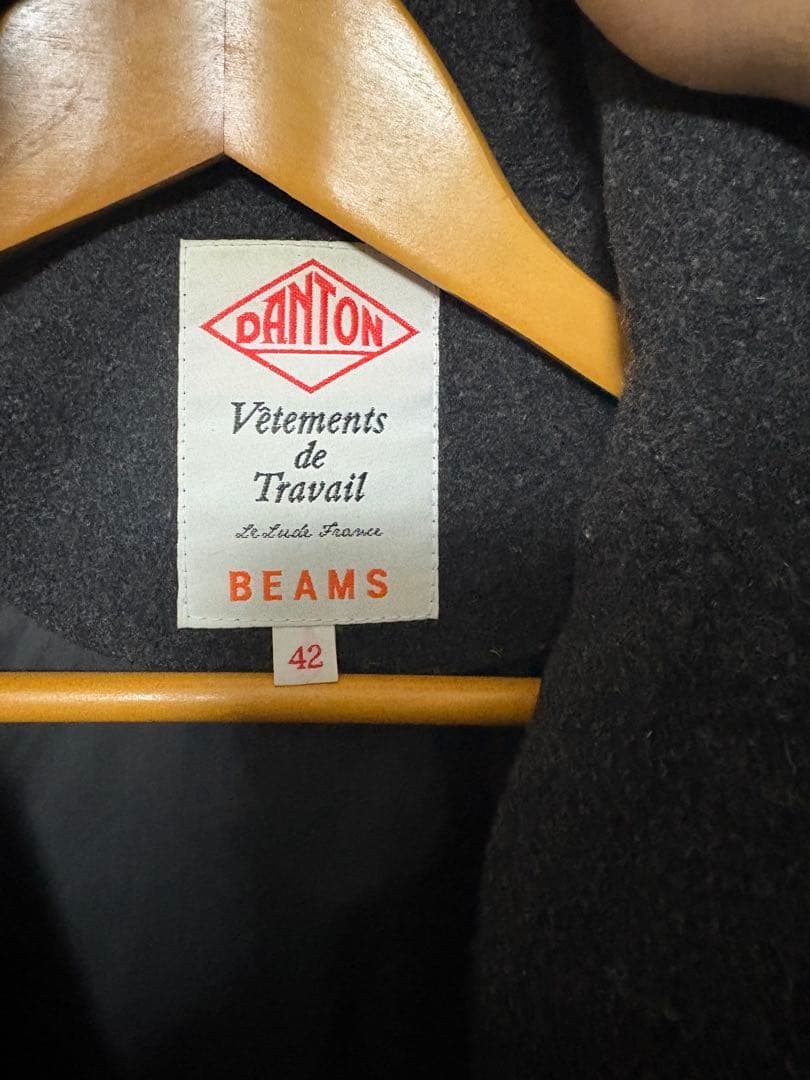 DANTON
Vêtements
de
Travail
Le Lude France
BEAMS
42